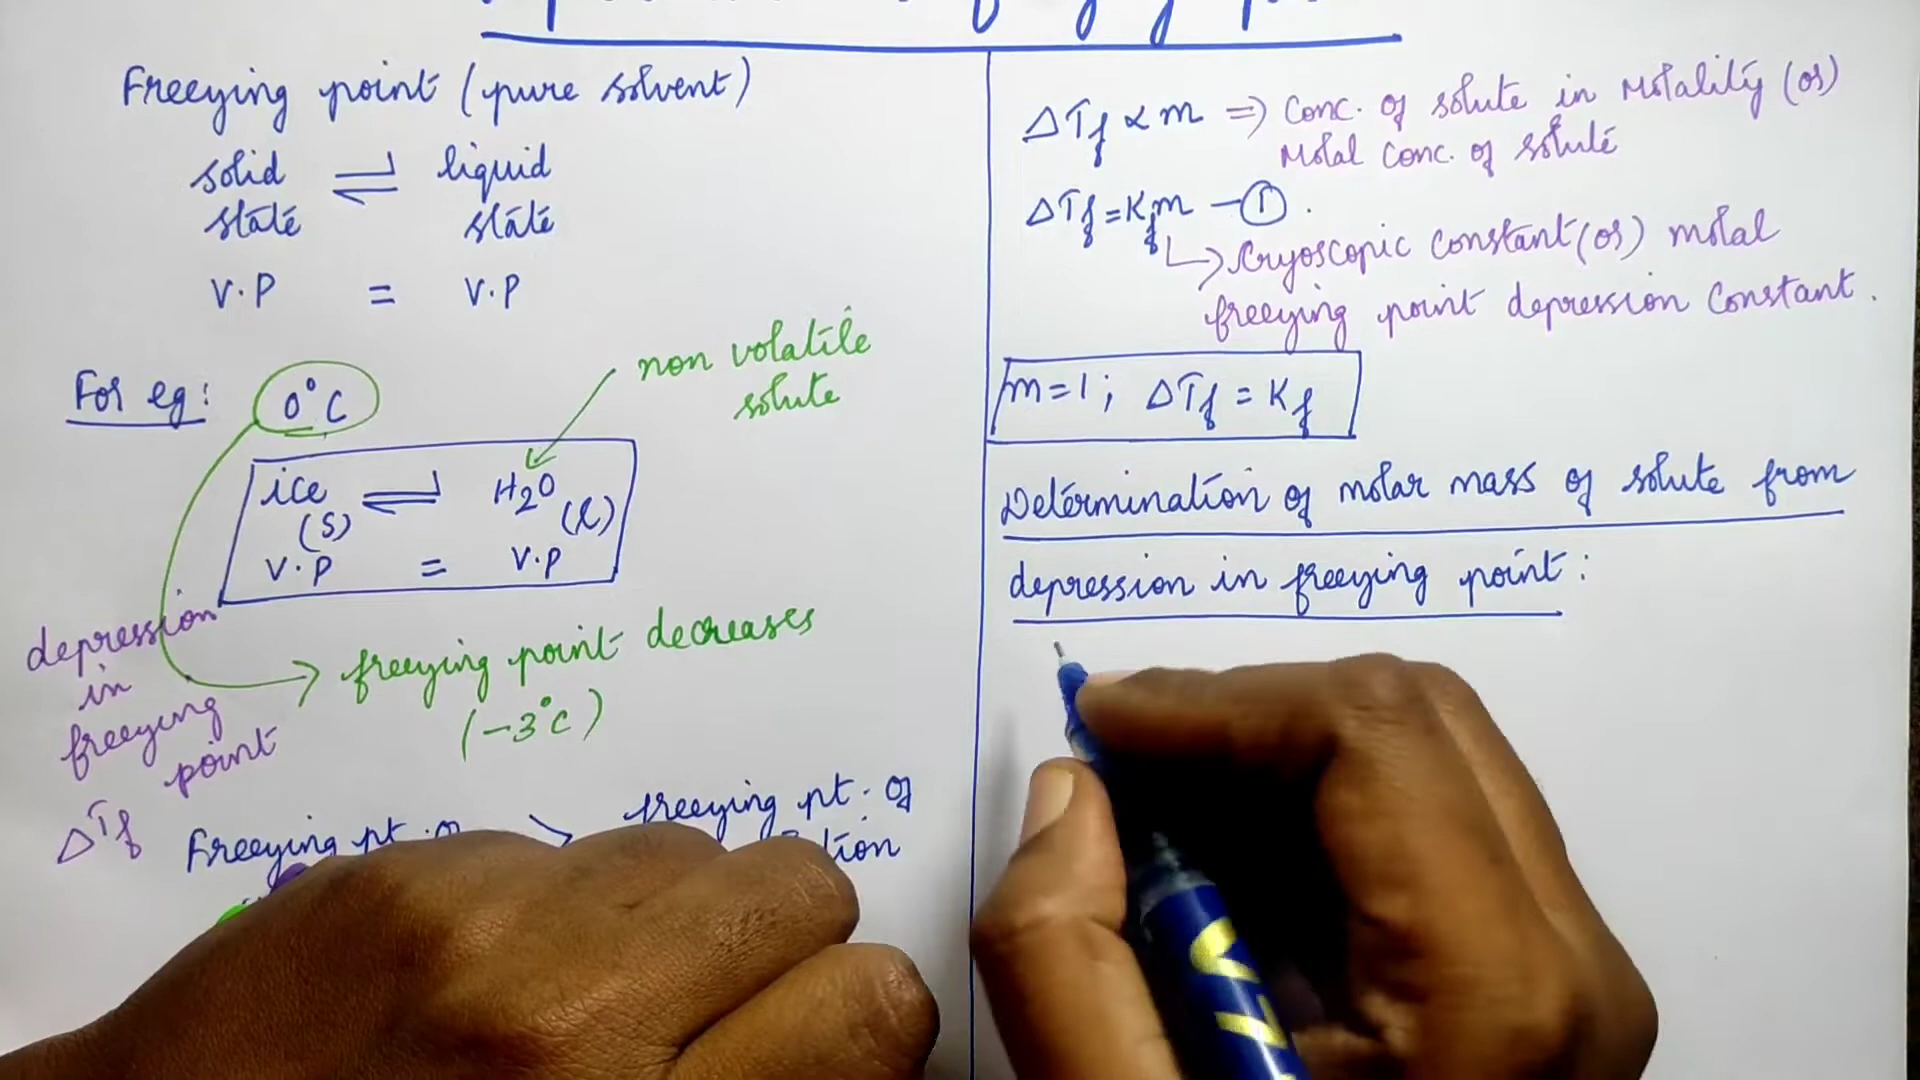 Freezing point (pure solvent)
solid ⇌ liquid
state state
V.P = V.P
For eg: 0°C
non volatile
solute
ice ⇌ H2O
(s) (l)
V.P = V.P
depression
in
freezing
point
ΔTf
freezing point decreases
(-3°C)
Freezing pt. > freezing pt. of
ΔTf ∝ m ⇒ Conc. of solute in Molality (or)
Molal conc. of solute
ΔTf = Kfm - ①.
↳ Cryoscopic constant (or) molal
freezing point depression Constant.
m = 1 ; ΔTf = Kf
Determination of molar mass of solute from
depression in freezing point :